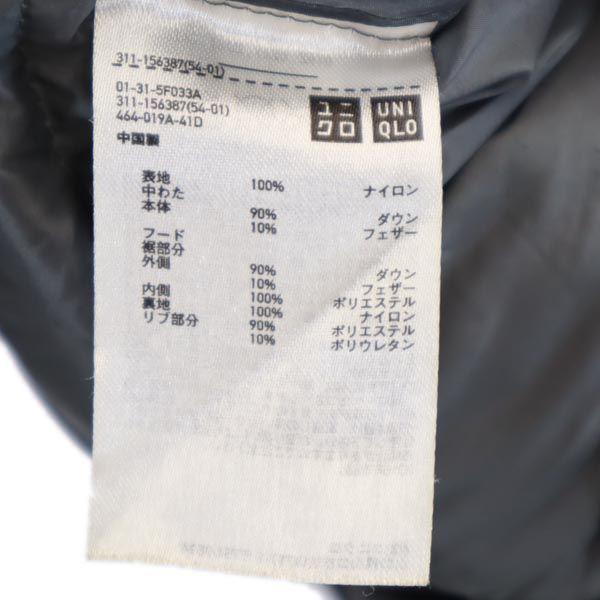 311-156387(54-01)
01-31-5F033A
311-156387(54-01)
464-019A-41D
中国製
ユニ
クロ
UNI
QLO
表地 100% ナイロン
中わた
本体 90% ダウン
10% フェザー
フード
裾部分
外側 90% ダウン
10% フェザー
内側 100% ポリエステル
裏地 100% ナイロン
リブ部分 90% ポリエステル
10% ポリウレタン